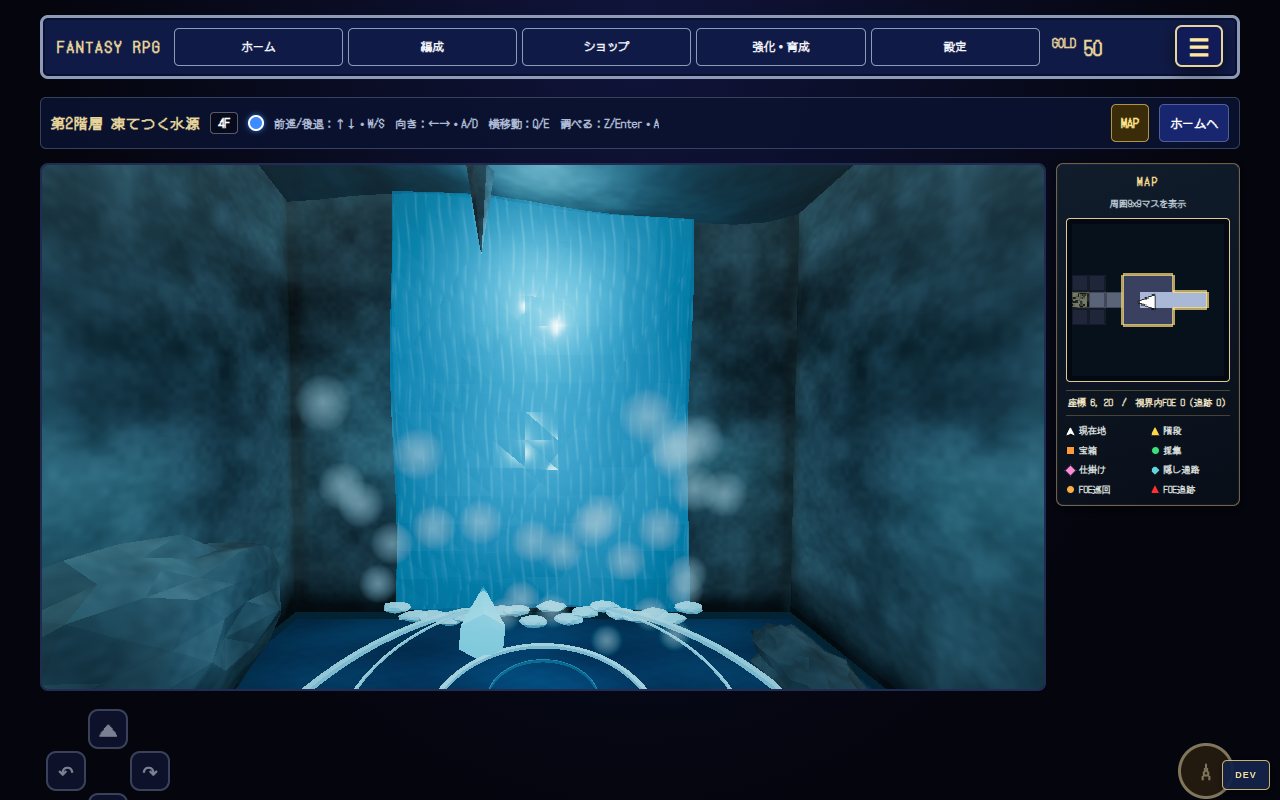 FANTASY RPG
ホーム
編成
ショップ
強化・育成
設定
GOLD 50
第2階層 凍てつく水源
4F
前進/後退：↑↓・W/S 向き：←→・A/D 横移動：Q/E 調べる：Z/Enter・A
MAP
ホームへ
MAP
周囲9x9マスを表示
座標 6, 20 / 視界内FOE 0 (追跡 0)
現在地
階段
宝箱
採集
仕掛け
隠し通路
FOE巡回
FOE追跡
A
DEV